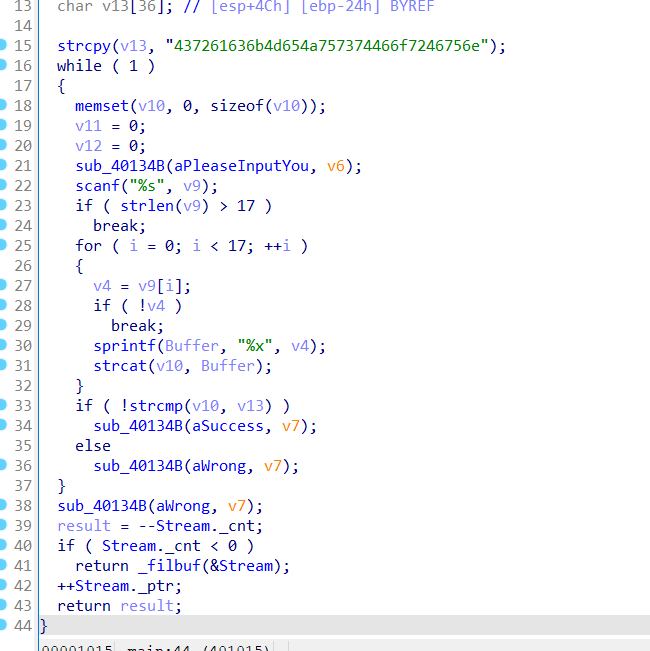 13 char v13[36]; // [esp+4Ch] [ebp-24h] BYREF
14
15 strcpy(v13, "437261636b4d654a757374466f7246756e");
16 while ( 1 )
17 {
18 memset(v10, 0, sizeof(v10));
19 v11 = 0;
20 v12 = 0;
21 sub_40134B(aPleaseInputYou, v6);
22 scanf("%s", v9);
23 if ( strlen(v9) > 17 )
24 break;
25 for ( i = 0; i < 17; ++i )
26 {
27 v4 = v9[i];
28 if ( !v4 )
29 break;
30 sprintf(Buffer, "%x", v4);
31 strcat(v10, Buffer);
32 }
33 if ( !strcmp(v10, v13) )
34 sub_40134B(aSuccess, v7);
35 else
36 sub_40134B(aWrong, v7);
37 }
38 sub_40134B(aWrong, v7);
39 result = --Stream._cnt;
40 if ( Stream._cnt < 0 )
41 return _filbuf(&Stream);
42 ++Stream._ptr;
43 return result;
44 }
00001015 main:44 (401015)